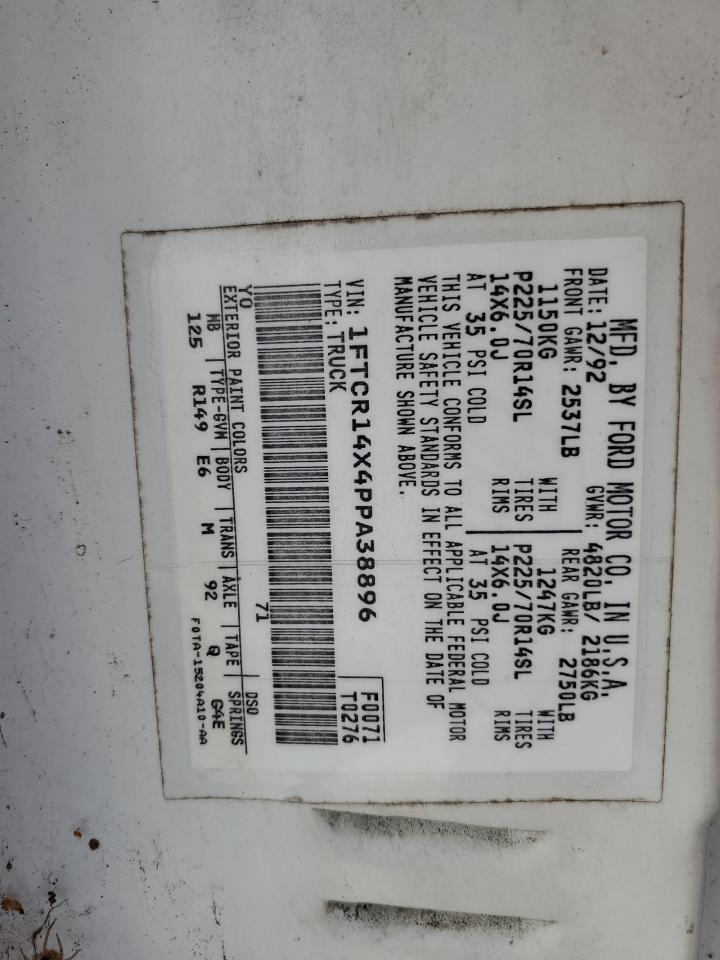 MFD. BY FORD MOTOR CO. IN U.S.A.
DATE: 12/92 GVWR: 4820LB/ 2186KG
FRONT GAWR: 2537LB REAR GAWR: 2750LB
1150KG WITH 1247KG WITH
P225/70R14SL TIRES P225/70R14SL TIRES
14X6.0J RIMS 14X6.0J RIMS
AT 35 PSI COLD AT 35 PSI COLD
THIS VEHICLE CONFORMS TO ALL APPLICABLE FEDERAL MOTOR
VEHICLE SAFETY STANDARDS IN EFFECT ON THE DATE OF
MANUFACTURE SHOWN ABOVE.
VIN: 1FTCR14X4PPA38896 F0071
TYPE: TRUCK T0276
71
YO DSO
EXTERIOR PAINT COLORS
WB | TYPE-GVM | BODY | TRANS | AXLE | TAPE | SPRINGS
125 R149 E6 M 92 Q G4E
F0TA-15204A10-AA